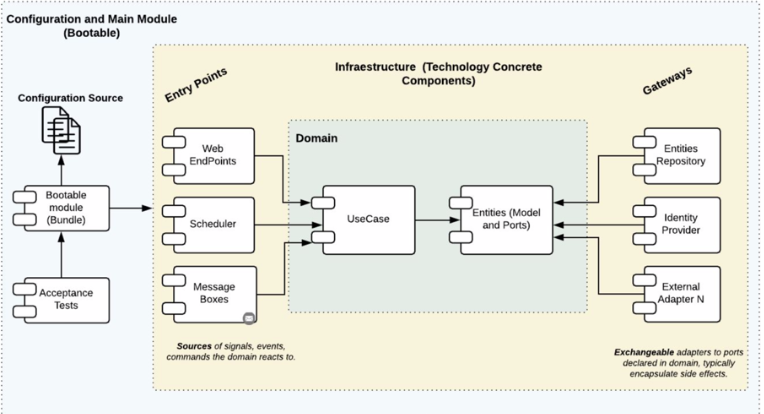 Configuration and Main Module
(Bootable)
Configuration Source
Bootable
module
(Bundle)
Acceptance
Tests
Infraestructure (Technology Concrete
Components)
Entry Points
Gateways
Web
EndPoints
Scheduler
Message
Boxes
Domain
UseCase
Entities (Model
and Ports)
Entities
Repository
Identity
Provider
External
Adapter N
Sources of signals, events,
commands the domain reacts to.
Exchangeable adapters to ports
declared in domain, typically
encapsulate side effects.